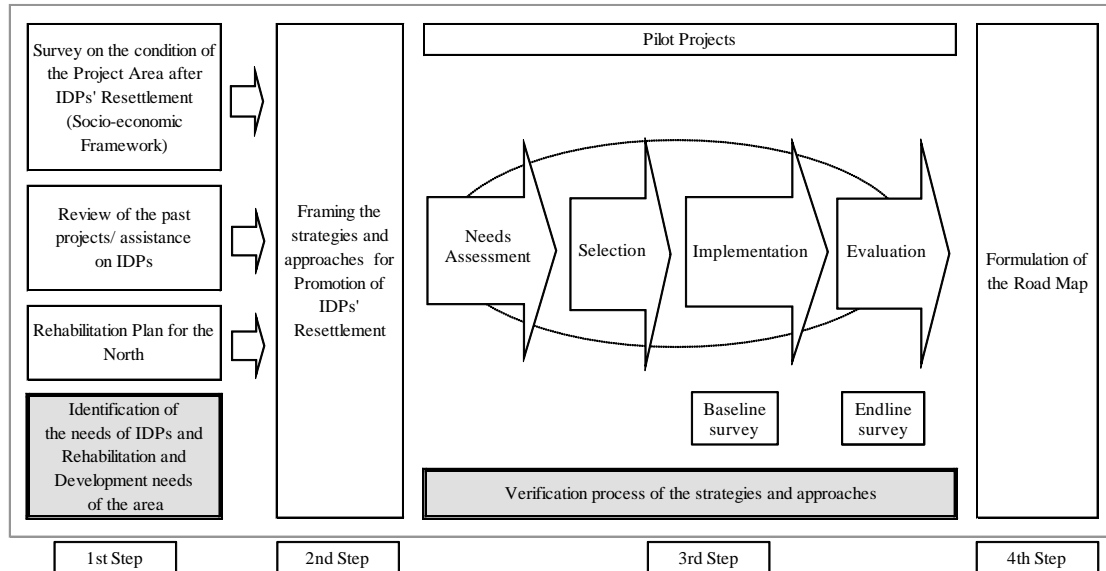 Survey on the condition of
the Project Area after
IDPs' Resettlement
(Socio-economic
Framework)
Review of the past
projects/ assistance
on IDPs
Rehabilitation Plan for the
North
Identification of
the needs of IDPs and
Rehabilitation and
Development needs
of the area
Framing the
strategies and
approaches for
Promotion of
IDPs'
Resettlement
Pilot Projects
Needs
Assessment
Selection
Implementation
Evaluation
Baseline
survey
Endline
survey
Verification process of the strategies and approaches
Formulation of
the Road Map
1st Step
2nd Step
3rd Step
4th Step